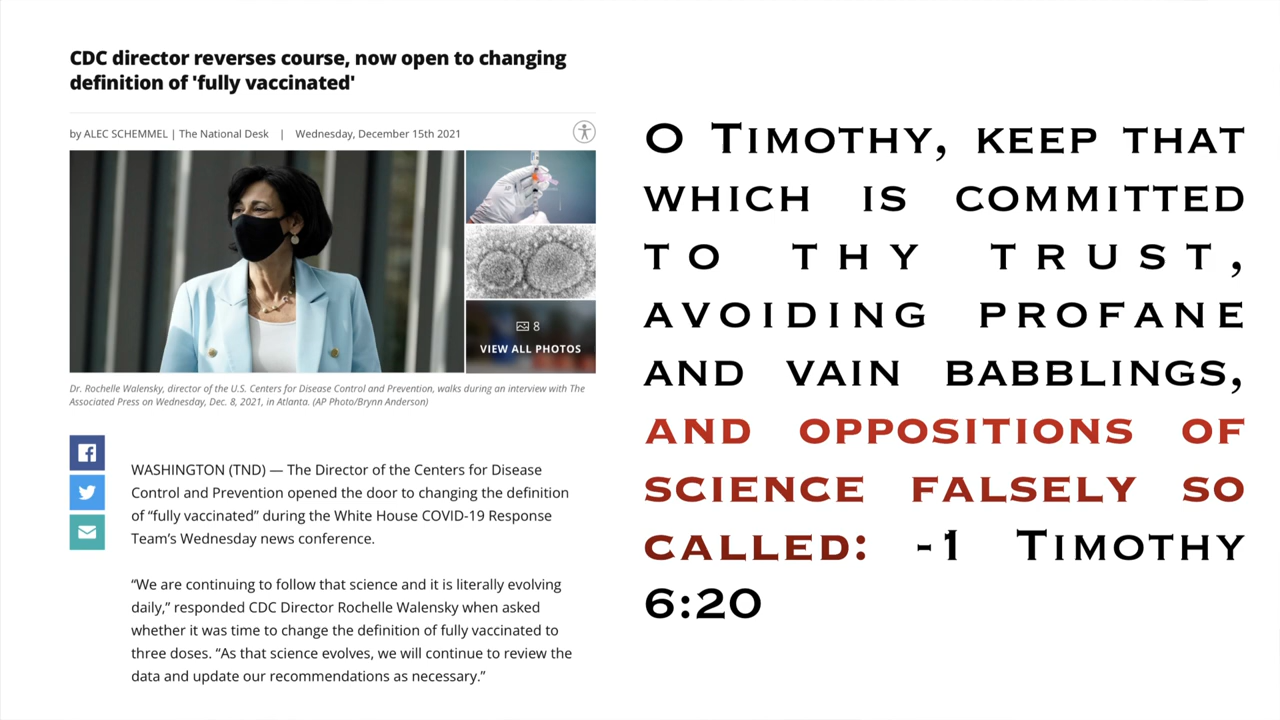 CDC director reverses course, now open to changing
definition of 'fully vaccinated'
by ALEC SCHEMMEL | The National Desk | Wednesday, December 15th 2021
8
VIEW ALL PHOTOS
Dr. Rochelle Walensky, director of the U.S. Centers for Disease Control and Prevention, walks during an interview with The
Associated Press on Wednesday, Dec. 8, 2021, in Atlanta. (AP Photo/Brynn Anderson)
WASHINGTON (TND) — The Director of the Centers for Disease
Control and Prevention opened the door to changing the definition
of “fully vaccinated” during the White House COVID-19 Response
Team’s Wednesday news conference.
“We are continuing to follow that science and it is literally evolving
daily,” responded CDC Director Rochelle Walensky when asked
whether it was time to change the definition of fully vaccinated to
three doses. “As that science evolves, we will continue to review the
data and update our recommendations as necessary.”
O TIMOTHY, KEEP THAT
WHICH IS COMMITTED
TO THY TRUST,
AVOIDING PROFANE
AND VAIN BABBLINGS,
AND OPPOSITIONS OF
SCIENCE FALSELY SO
CALLED: -1 TIMOTHY
6:20